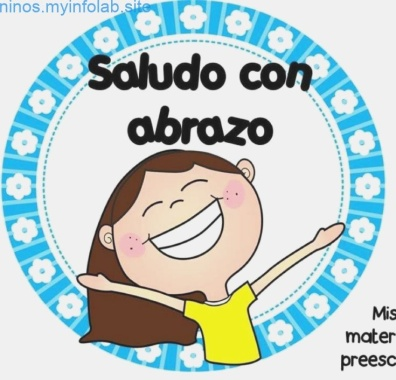 ninos.myinfolab.site
Saludo con
abrazo
Mis
mater
preesc